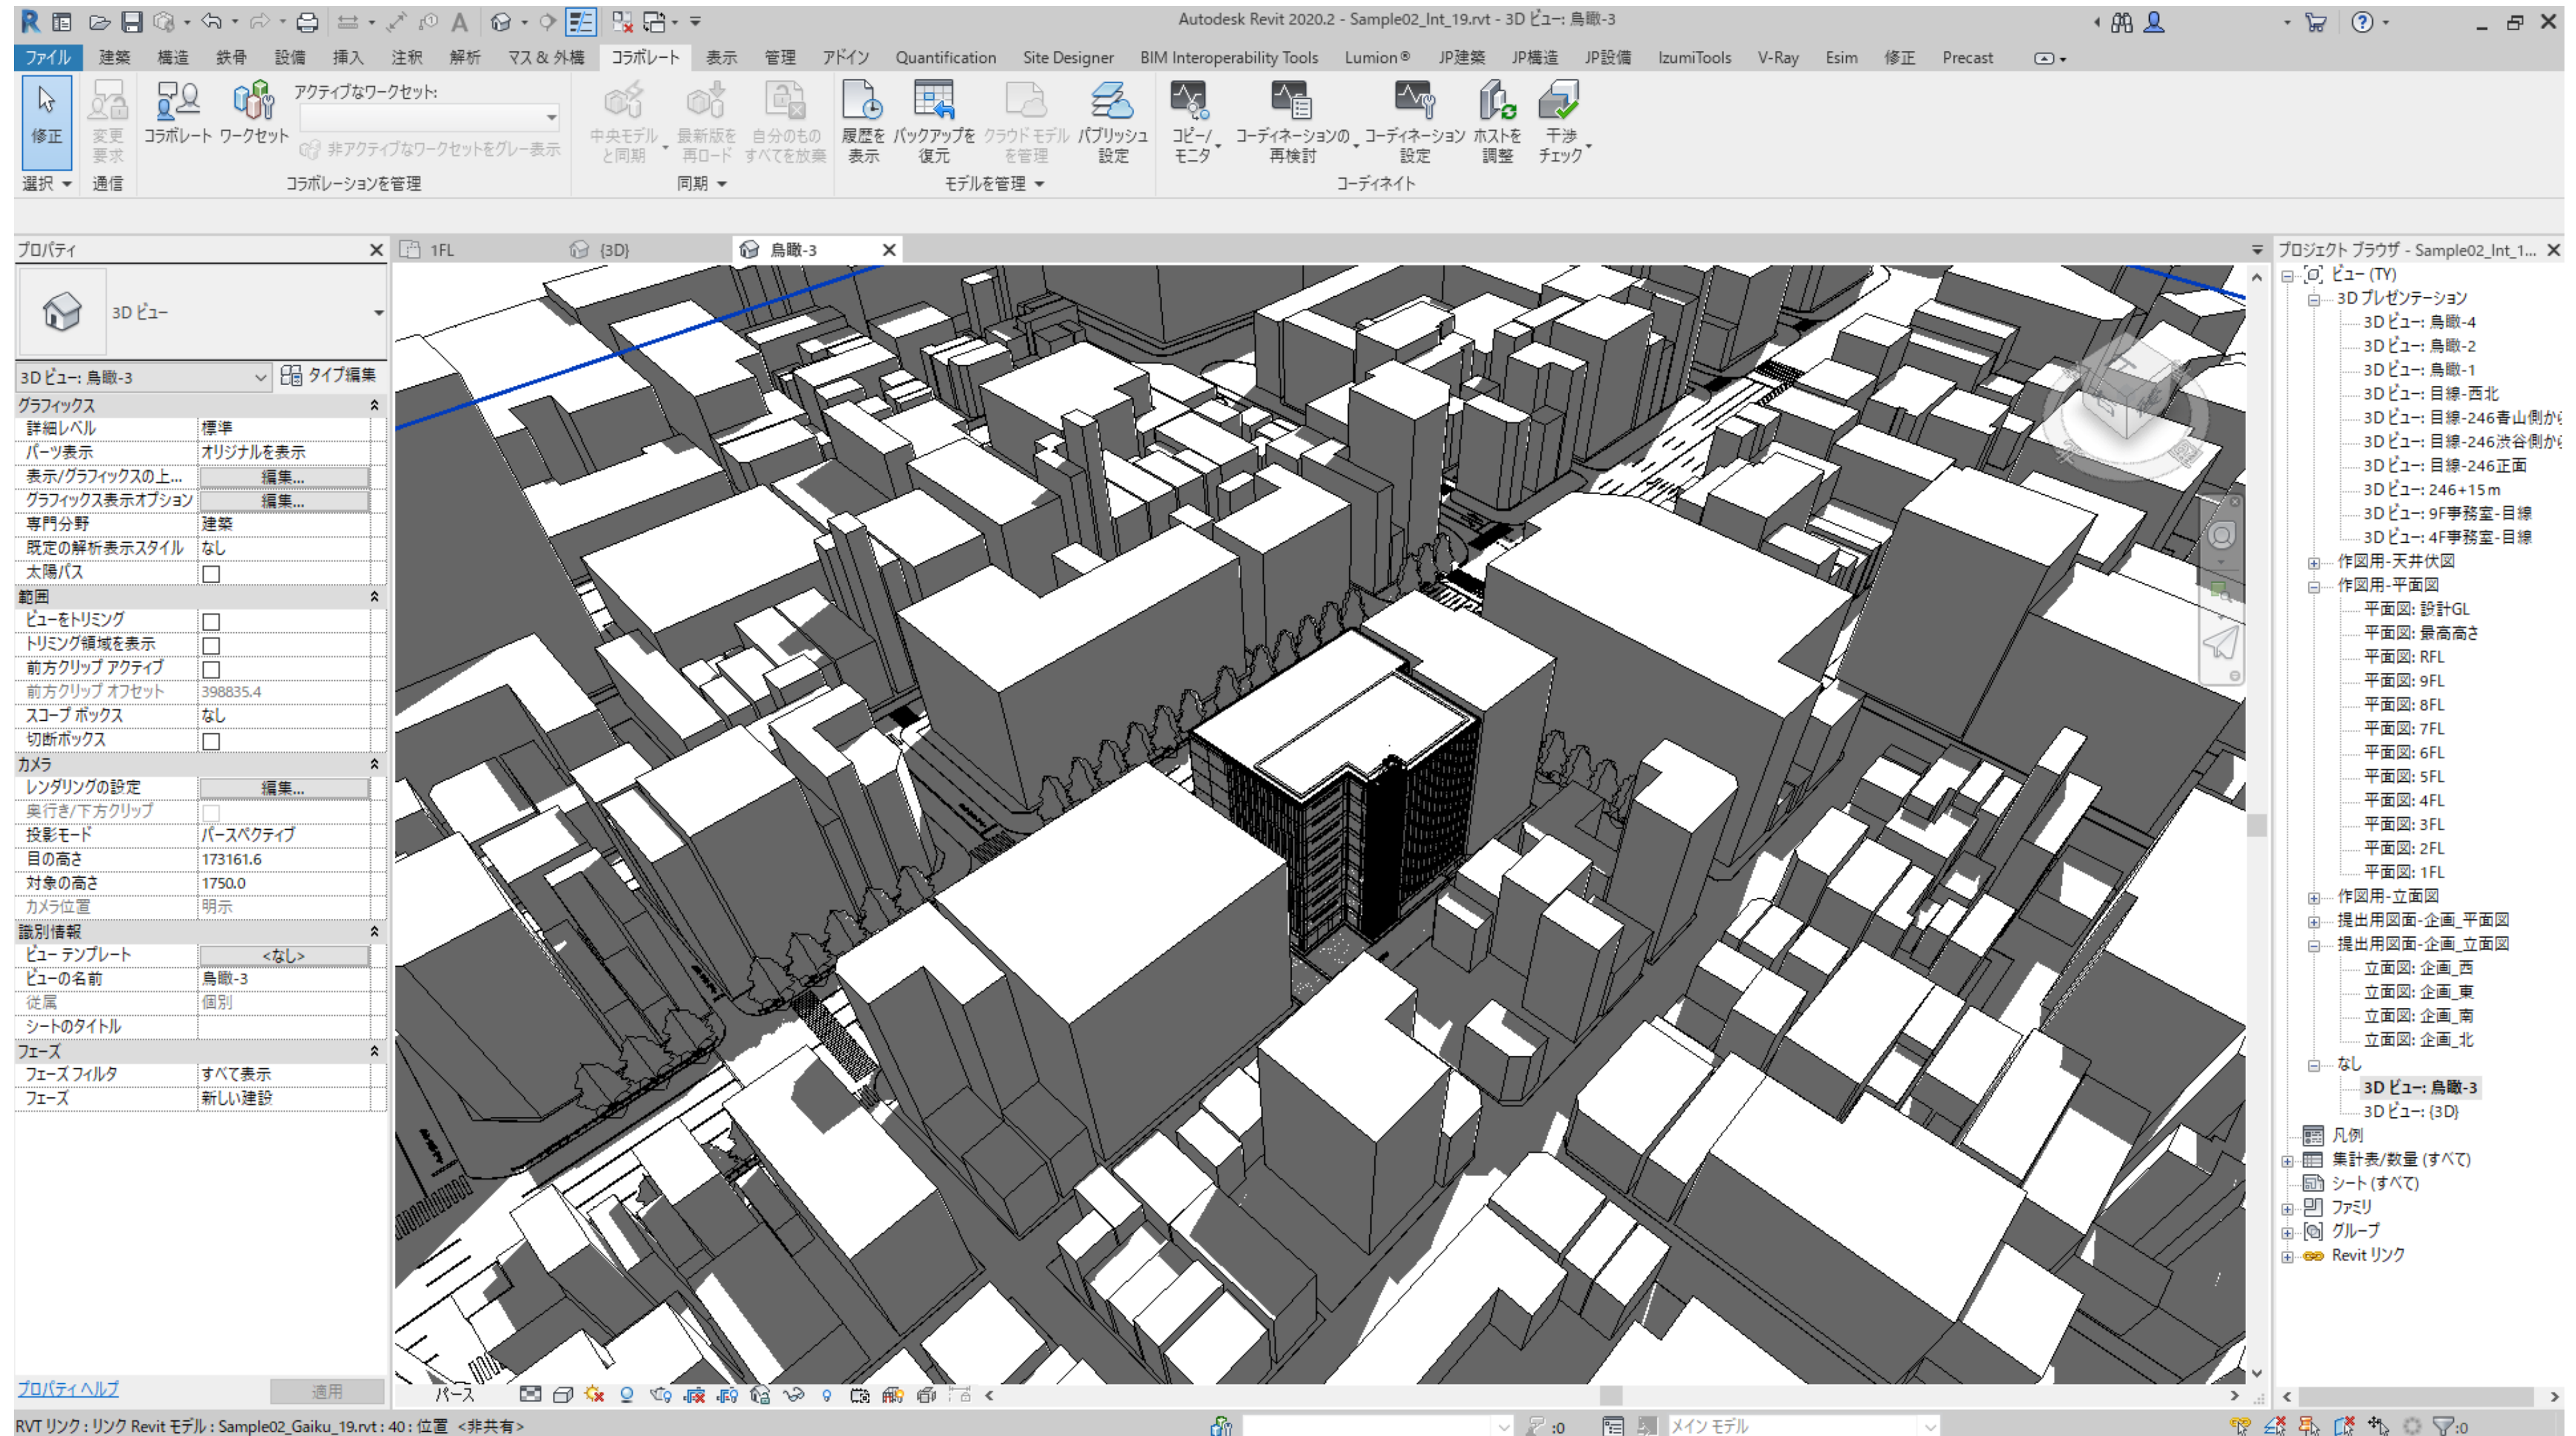 Autodesk Revit 2020.2 - Sample02_Int_19.rvt - 3D ビュー: 鳥瞰-3
ファイル 建築 構造 鉄骨 設備 挿入 注釈 解析 マス & 外構 コラボレート 表示 管理 アドイン Quantification Site Designer BIM Interoperability Tools Lumion® JP建築 JP構造 JP設備 IzumiTools V-Ray Esim 修正 Precast
修正
変更要求
コラボレート
ワークセット
アクティブなワークセット:
非アクティブなワークセットをグレー表示
中央モデルと同期
最新版を再ロード
自分のものすべてを放棄
履歴を表示
バックアップを復元
クラウド モデルを管理
パブリッシュ設定
コピー/モニタ
コーディネーションの再検討
コーディネーション設定
ホストを調整
干渉チェック
選択 通信 コラボレーションを管理 同期 モデルを管理 コーディネイト
プロパティ
3D ビュー
3D ビュー: 鳥瞰-3 タイプ編集
グラフィックス
詳細レベル 標準
パーツ表示 オリジナルを表示
表示/グラフィックスの上... 編集...
グラフィックス表示オプション 編集...
専門分野 建築
既定の解析表示スタイル なし
太陽パス
範囲
ビューをトリミング
トリミング領域を表示
前方クリップ アクティブ
前方クリップ オフセット 398835.4
スコープ ボックス なし
切断ボックス
カメラ
レンダリングの設定 編集...
奥行き/下方クリップ
投影モード パースペクティブ
目の高さ 173161.6
対象の高さ 1750.0
カメラ位置 明示
識別情報
ビュー テンプレート <なし>
ビューの名前 鳥瞰-3
従属 個別
シートのタイトル
フェーズ
フェーズ フィルタ すべて表示
フェーズ 新しい建設
プロパティ ヘルプ 適用
1FL {3D} 鳥瞰-3
パース
プロジェクト ブラウザ - Sample02_Int_1...
ビュー (TY)
3D プレゼンテーション
3D ビュー: 鳥瞰-4
3D ビュー: 鳥瞰-2
3D ビュー: 鳥瞰-1
3D ビュー: 目線-西北
3D ビュー: 目線-246青山側から
3D ビュー: 目線-246渋谷側から
3D ビュー: 目線-246正面
3D ビュー: 246+15m
3D ビュー: 9F事務室-目線
3D ビュー: 4F事務室-目線
作図用-天井伏図
作図用-平面図
平面図: 設計GL
平面図: 最高高さ
平面図: RFL
平面図: 9FL
平面図: 8FL
平面図: 7FL
平面図: 6FL
平面図: 5FL
平面図: 4FL
平面図: 3FL
平面図: 2FL
平面図: 1FL
作図用-立面図
提出用図面-企画_平面図
提出用図面-企画_立面図
立面図: 企画_西
立面図: 企画_東
立面図: 企画_南
立面図: 企画_北
なし
3D ビュー: 鳥瞰-3
3D ビュー: {3D}
凡例
集計表/数量 (すべて)
シート (すべて)
ファミリ
グループ
Revit リンク
RVT リンク : リンク Revit モデル : Sample02_Gaiku_19.rvt : 40 : 位置 <非共有>
:0 メイン モデル :0